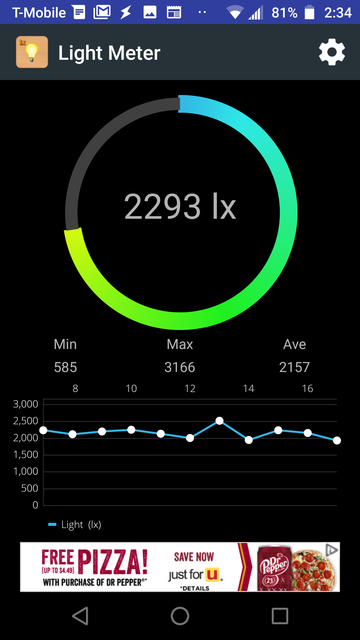 T-Mobile 81% 2:34
Light Meter
2293 lx
Min Max Ave
585 3166 2157
8 10 12 14 16
3,000
2,500
2,000
1,500
1,000
500
0
Light (lx)
FREE PIZZA!
(UP TO $4.49)
WITH PURCHASE OF DR PEPPER®*
SAVE NOW
just for u.
*DETAILS
Dr Pepper
23